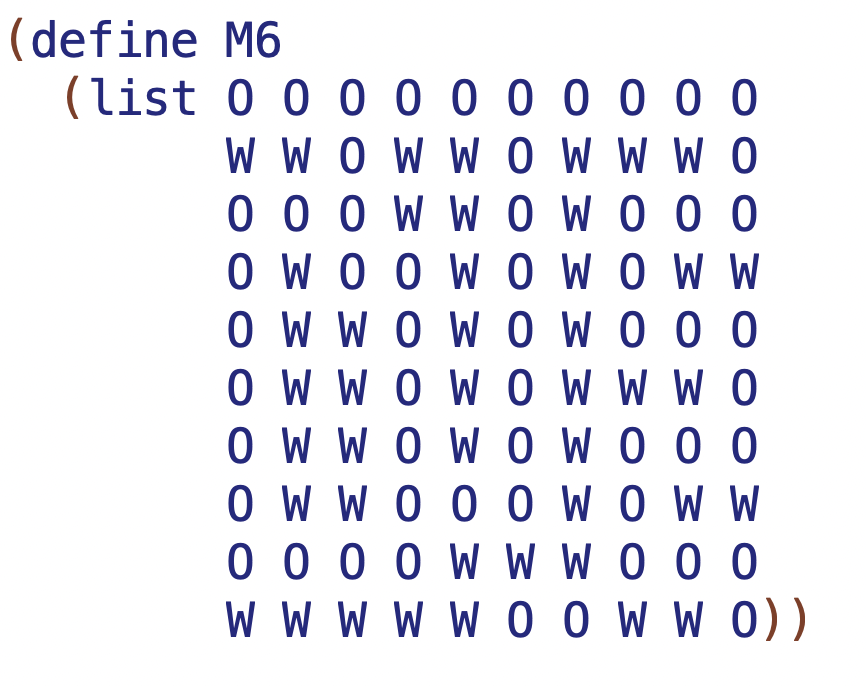 (define M6
(list O O O O O O O O O O
W W O W W O W W W O
O O O W W O W O O O
O W O O W O W O W W
O W W O W O W O O O
O W W O W O W W W O
O W W O W O W O O O
O W W O O O W O W W
O O O O W W W O O O
W W W W W O O W W O))